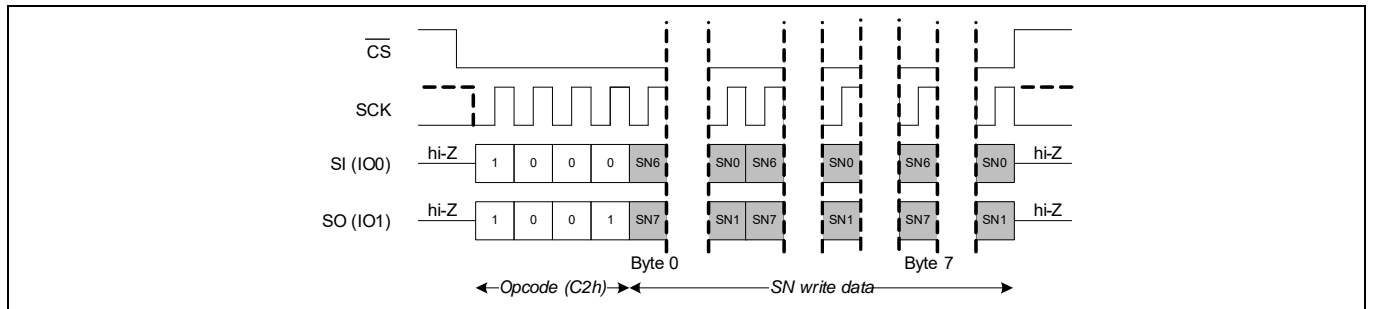 CS
SCK
SI (IO0) hi-Z 1 0 0 0 SN6 SN0 SN6 SN0 SN6 SN0 hi-Z
SO (IO1) hi-Z 1 0 0 1 SN7 SN1 SN7 SN1 SN7 SN1 hi-Z
Byte 0 Byte 7
Opcode (C2h) SN write data